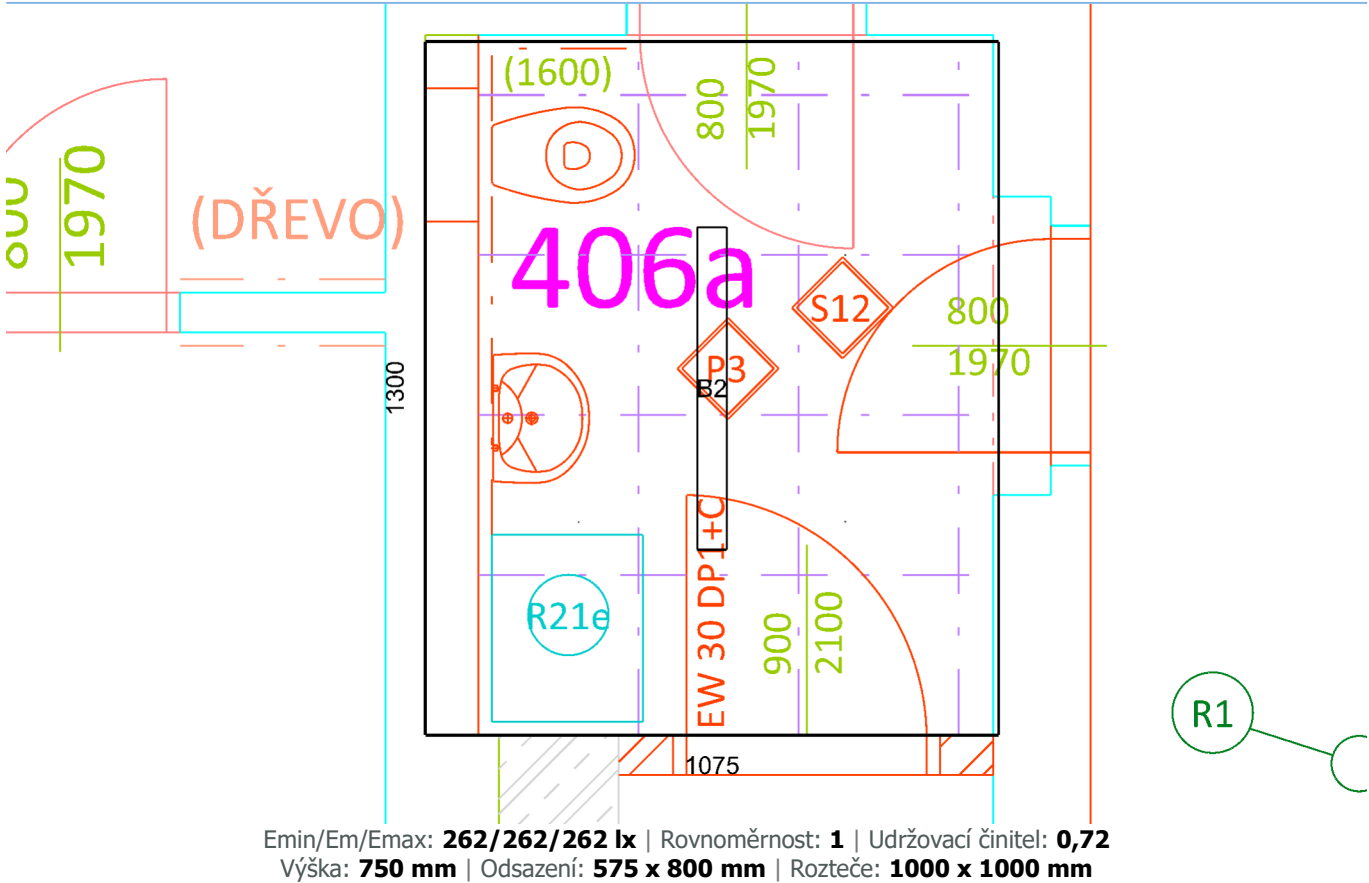 (1600)
800
1970
800
1970
(DŘEVO)
406a
S12
800
1970
P3
B2
1300
EW 30 DP1+C
R21e
900
2100
R1
1075
Emin/Em/Emax: 262/262/262 lx | Rovnoměrnost: 1 | Udržovací činitel: 0,72
Výška: 750 mm | Odsazení: 575 x 800 mm | Rozteče: 1000 x 1000 mm